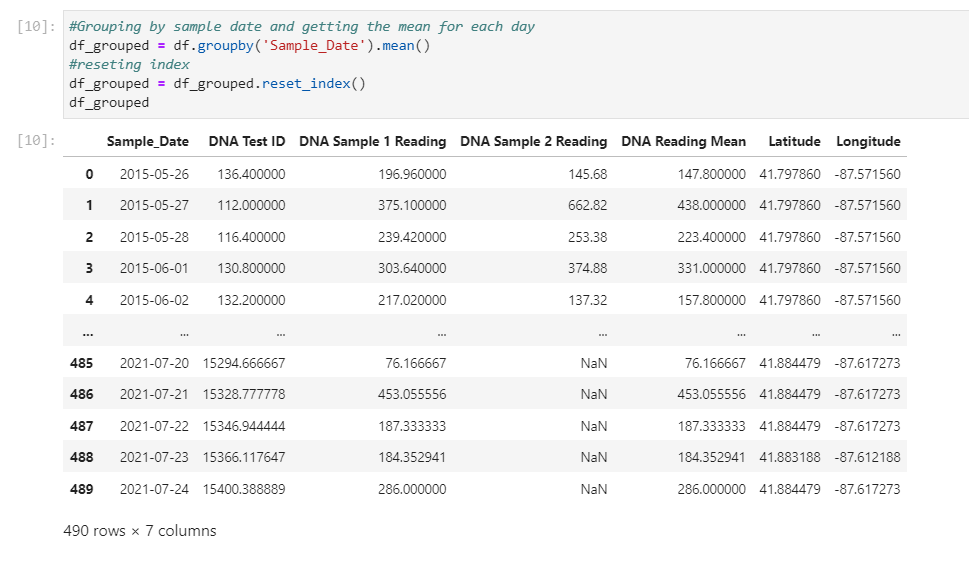 [10]: #Grouping by sample date and getting the mean for each day
df_grouped = df.groupby('Sample_Date').mean()
#reseting index
df_grouped = df_grouped.reset_index()
df_grouped
[10]: Sample_Date DNA Test ID DNA Sample 1 Reading DNA Sample 2 Reading DNA Reading Mean Latitude Longitude
0 2015-05-26 136.400000 196.960000 145.68 147.800000 41.797860 -87.571560
1 2015-05-27 112.000000 375.100000 662.82 438.000000 41.797860 -87.571560
2 2015-05-28 116.400000 239.420000 253.38 223.400000 41.797860 -87.571560
3 2015-06-01 130.800000 303.640000 374.88 331.000000 41.797860 -87.571560
4 2015-06-02 132.200000 217.020000 137.32 157.800000 41.797860 -87.571560
... ... ... ... ... ... ... ...
485 2021-07-20 15294.666667 76.166667 NaN 76.166667 41.884479 -87.617273
486 2021-07-21 15328.777778 453.055556 NaN 453.055556 41.884479 -87.617273
487 2021-07-22 15346.944444 187.333333 NaN 187.333333 41.884479 -87.617273
488 2021-07-23 15366.117647 184.352941 NaN 184.352941 41.883188 -87.612188
489 2021-07-24 15400.388889 286.000000 NaN 286.000000 41.884479 -87.617273
490 rows × 7 columns